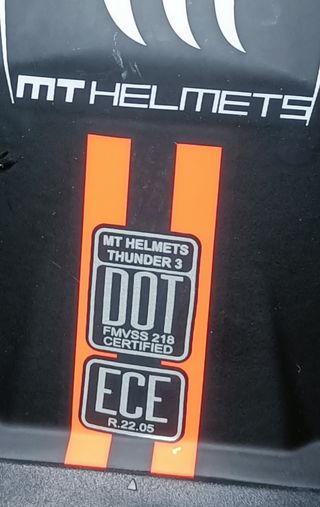 MT HELMETS
MT HELMETS
THUNDER 3
DOT
FMVSS 218
CERTIFIED
ECE
R.22.05